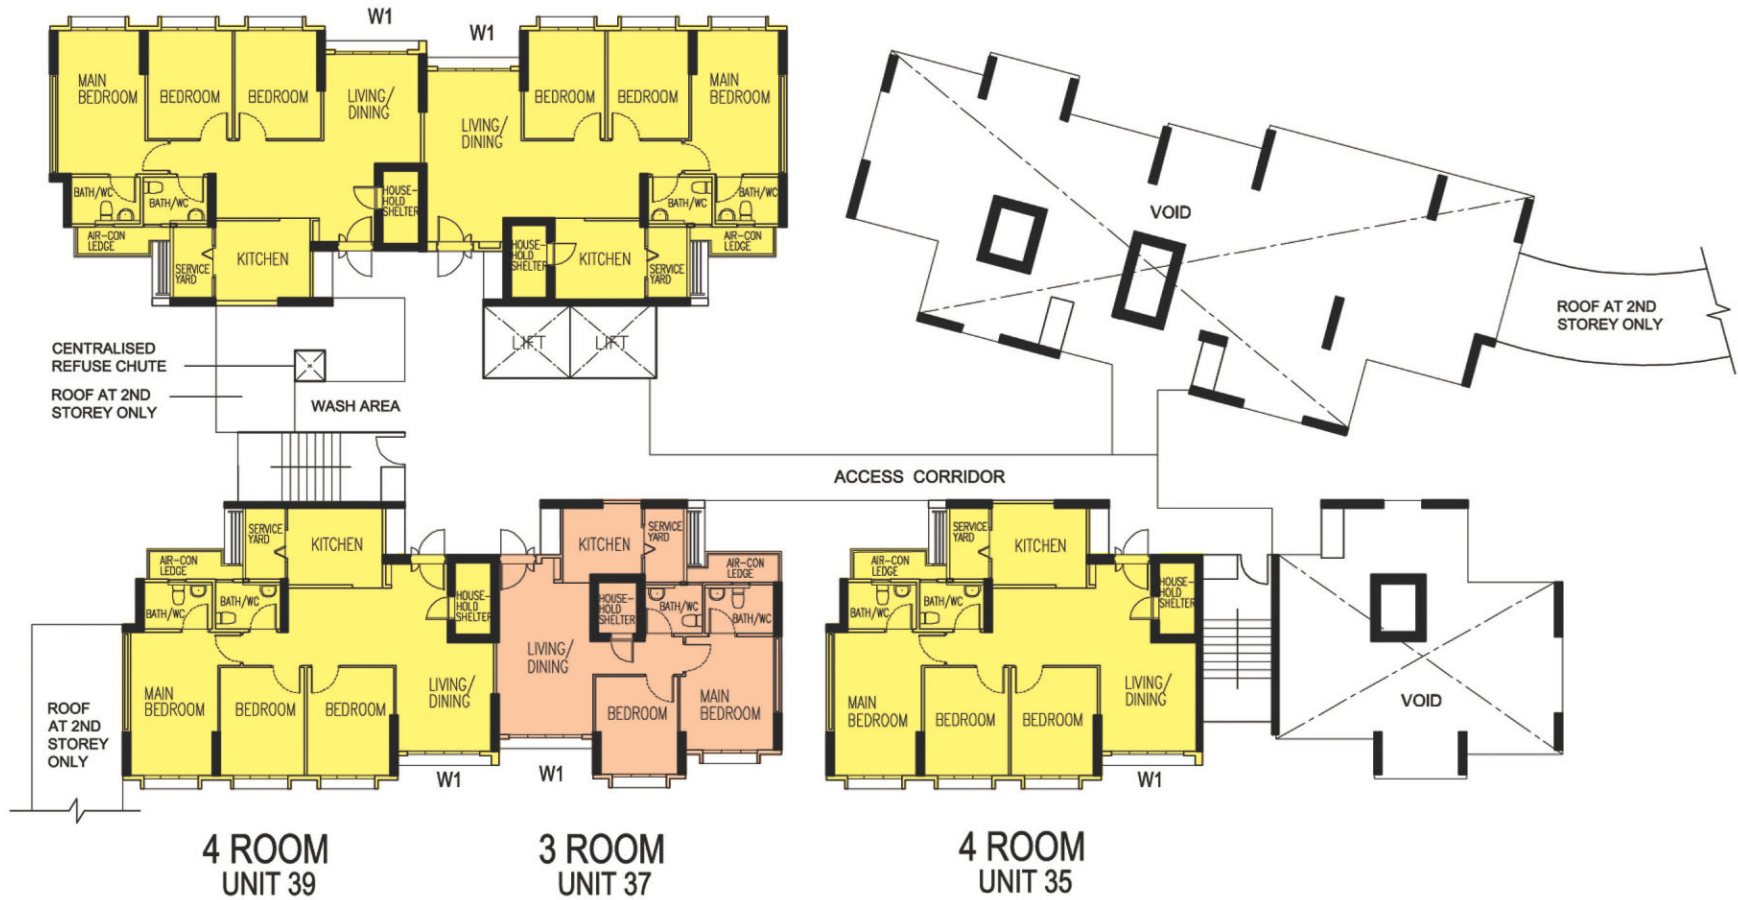 W1
W1
MAIN
BEDROOM
BEDROOM
BEDROOM
LIVING/
DINING
LIVING/
DINING
BEDROOM
BEDROOM
MAIN
BEDROOM
BATH/WC
BATH/WC
HOUSE-
HOLD
SHELTER
BATH/WC
BATH/WC
AIR-CON
LEDGE
SERVICE
YARD
KITCHEN
HOUSE-
HOLD
SHELTER
KITCHEN
SERVICE
YARD
AIR-CON
LEDGE
VOID
ROOF AT 2ND
STOREY ONLY
LIFT
LIFT
CENTRALISED
REFUSE CHUTE
ROOF AT 2ND
STOREY ONLY
WASH AREA
ACCESS CORRIDOR
SERVICE
YARD
KITCHEN
AIR-CON
LEDGE
BATH/WC
BATH/WC
HOUSE-
HOLD
SHELTER
KITCHEN
SERVICE
YARD
AIR-CON
LEDGE
HOUSE-
HOLD
SHELTER
BATH/WC
BATH/WC
SERVICE
YARD
KITCHEN
AIR-CON
LEDGE
BATH/WC
BATH/WC
HOUSE-
HOLD
SHELTER
ROOF
AT 2ND
STOREY
ONLY
MAIN
BEDROOM
BEDROOM
BEDROOM
LIVING/
DINING
LIVING/
DINING
BEDROOM
MAIN
BEDROOM
MAIN
BEDROOM
BEDROOM
BEDROOM
LIVING/
DINING
VOID
W1
W1
W1
4 ROOM
UNIT 39
3 ROOM
UNIT 37
4 ROOM
UNIT 35